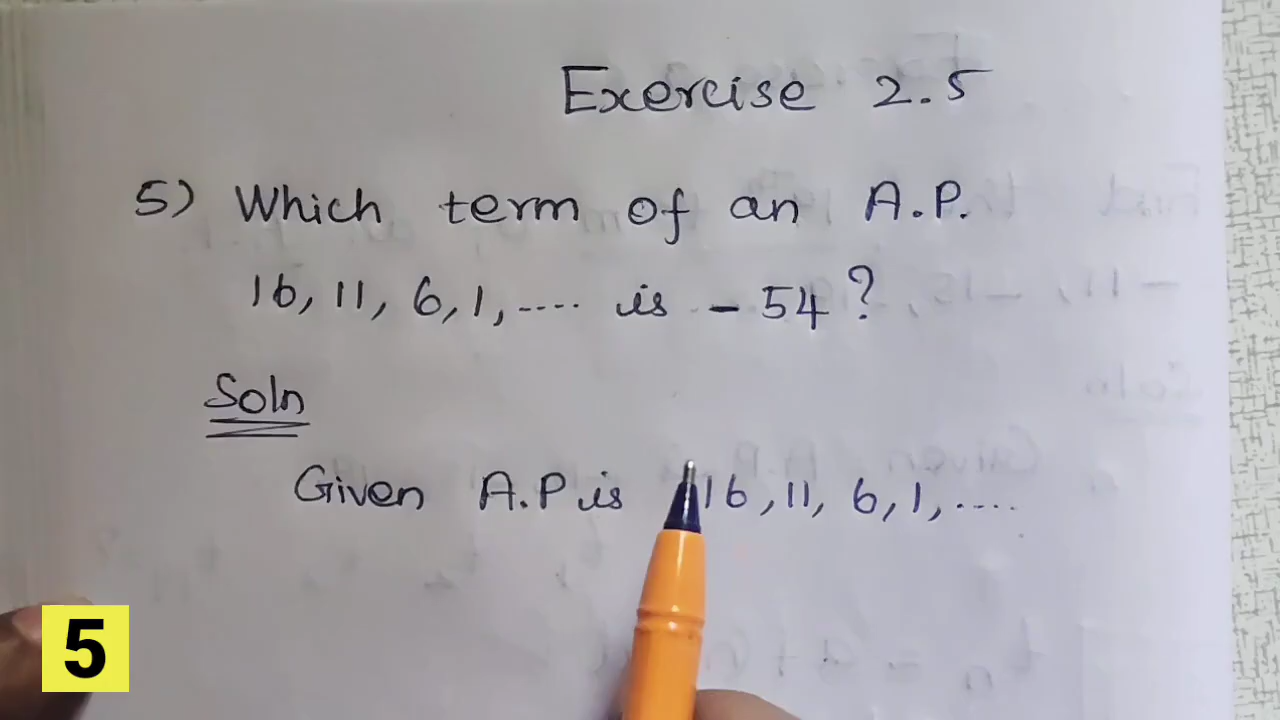 Exercise 2.5
5) Which term of an A.P.
16, 11, 6, 1, .... is - 54?
Soln
Given A.P is 16, 11, 6, 1, ....
5